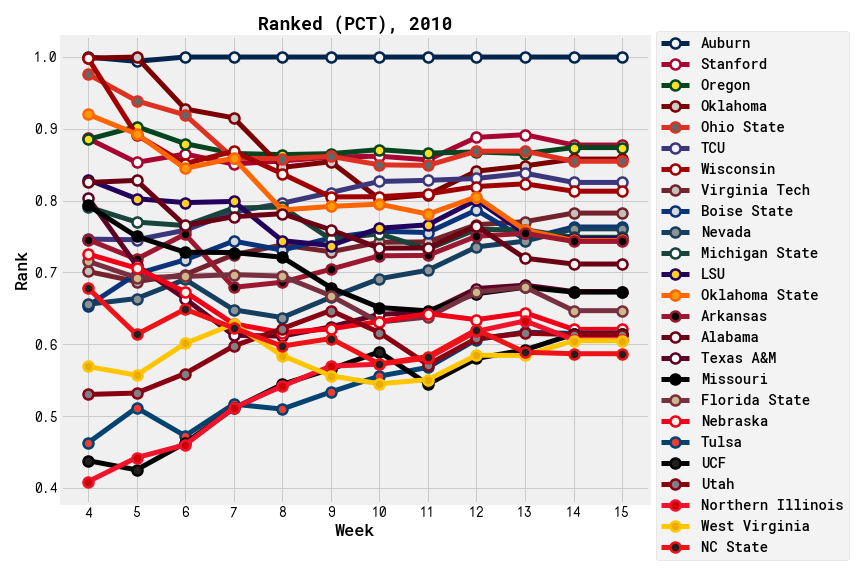 Ranked (PCT), 2010
Rank
1.0
0.9
0.8
0.7
0.6
0.5
0.4
4 5 6 7 8 9 10 11 12 13 14 15
Week
Auburn
Stanford
Oregon
Oklahoma
Ohio State
TCU
Wisconsin
Virginia Tech
Boise State
Nevada
Michigan State
LSU
Oklahoma State
Arkansas
Alabama
Texas A&M
Missouri
Florida State
Nebraska
Tulsa
UCF
Utah
Northern Illinois
West Virginia
NC State